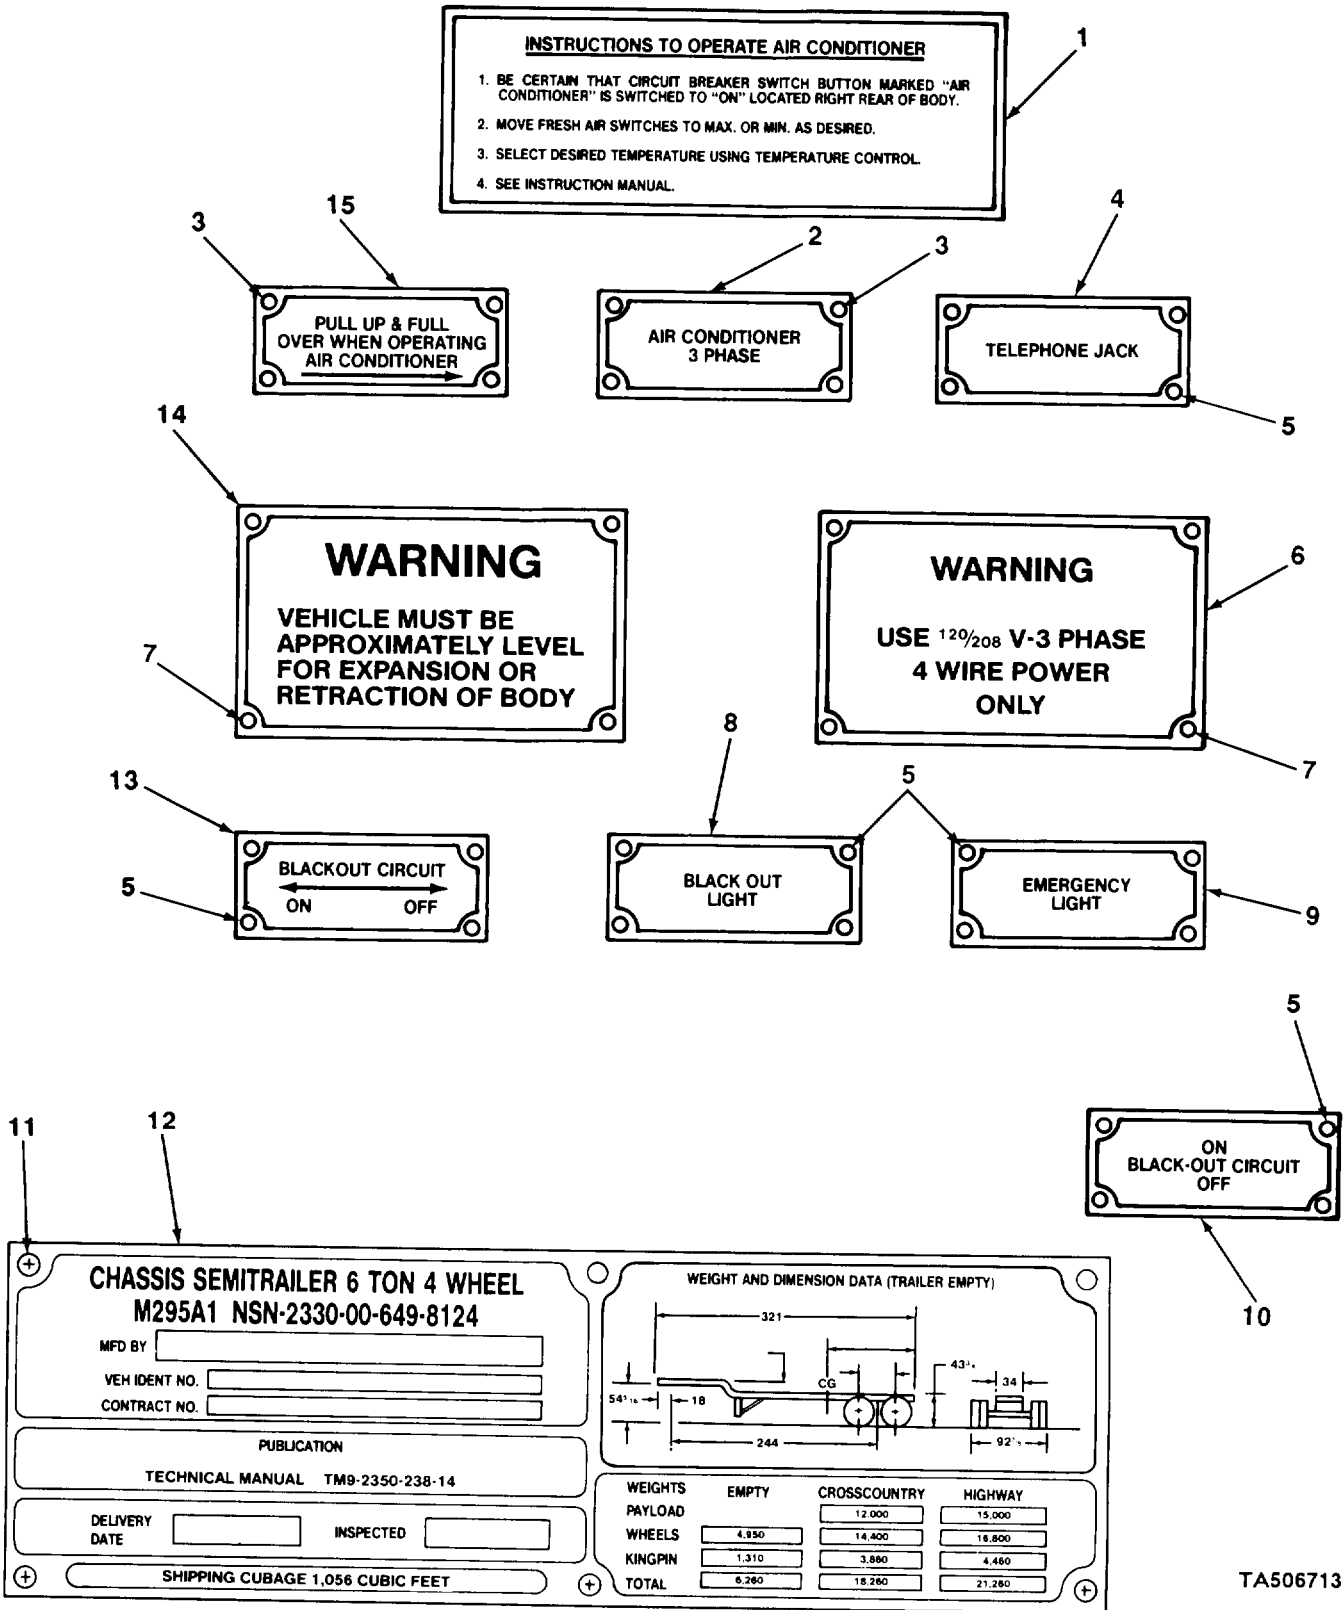 INSTRUCTIONS TO OPERATE AIR CONDITIONER
1. BE CERTAIN THAT CIRCUIT BREAKER SWITCH BUTTON MARKED "AIR
CONDITIONER" IS SWITCHED TO "ON" LOCATED RIGHT REAR OF BODY.
2. MOVE FRESH AIR SWITCHES TO MAX. OR MIN. AS DESIRED.
3. SELECT DESIRED TEMPERATURE USING TEMPERATURE CONTROL.
4. SEE INSTRUCTION MANUAL.
1
3
15
2
3
4
PULL UP & FULL
OVER WHEN OPERATING
AIR CONDITIONER
AIR CONDITIONER
3 PHASE
TELEPHONE JACK
5
14
WARNING
VEHICLE MUST BE
APPROXIMATELY LEVEL
FOR EXPANSION OR
RETRACTION OF BODY
7
WARNING
USE 120/208 V-3 PHASE
4 WIRE POWER
ONLY
6
7
13
8
5
BLACKOUT CIRCUIT
ON OFF
5
BLACK OUT
LIGHT
EMERGENCY
LIGHT
9
5
ON
BLACK-OUT CIRCUIT
OFF
10
11
12
CHASSIS SEMITRAILER 6 TON 4 WHEEL
M295A1 NSN-2330-00-649-8124
MFD BY
VEH IDENT NO.
CONTRACT NO.
PUBLICATION
TECHNICAL MANUAL TM9-2350-238-14
DELIVERY
DATE
INSPECTED
SHIPPING CUBAGE 1,056 CUBIC FEET
WEIGHT AND DIMENSION DATA (TRAILER EMPTY)
321
CG
43
34
54
18
244
92
WEIGHTS EMPTY CROSSCOUNTRY HIGHWAY
PAYLOAD 12,000 15,000
WHEELS 4,950 14,400 16,800
KINGPIN 1,310 3,860 4,460
TOTAL 6,260 18,260 21,260
TA506713